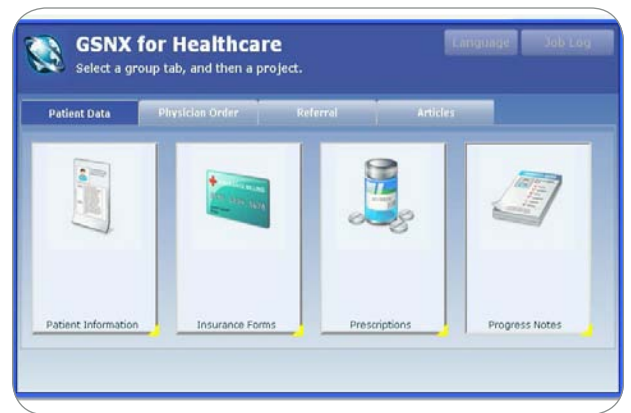 GSNX for Healthcare
Language
Job Log
Select a group tab, and then a project.
Patient Data
Physician Order
Referral
Articles
Patient Information
Insurance Forms
Prescriptions
Progress Notes